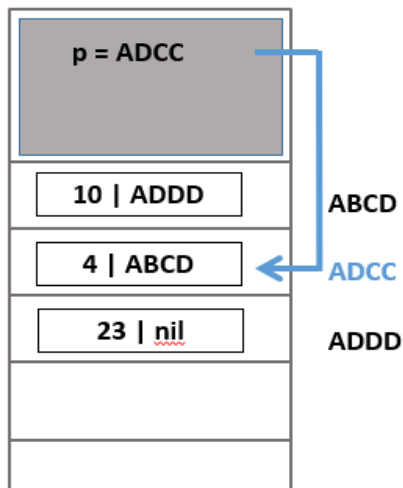 p = ADCC
10 | ADDD
ABCD
4 | ABCD
ADCC
23 | nil
ADDD